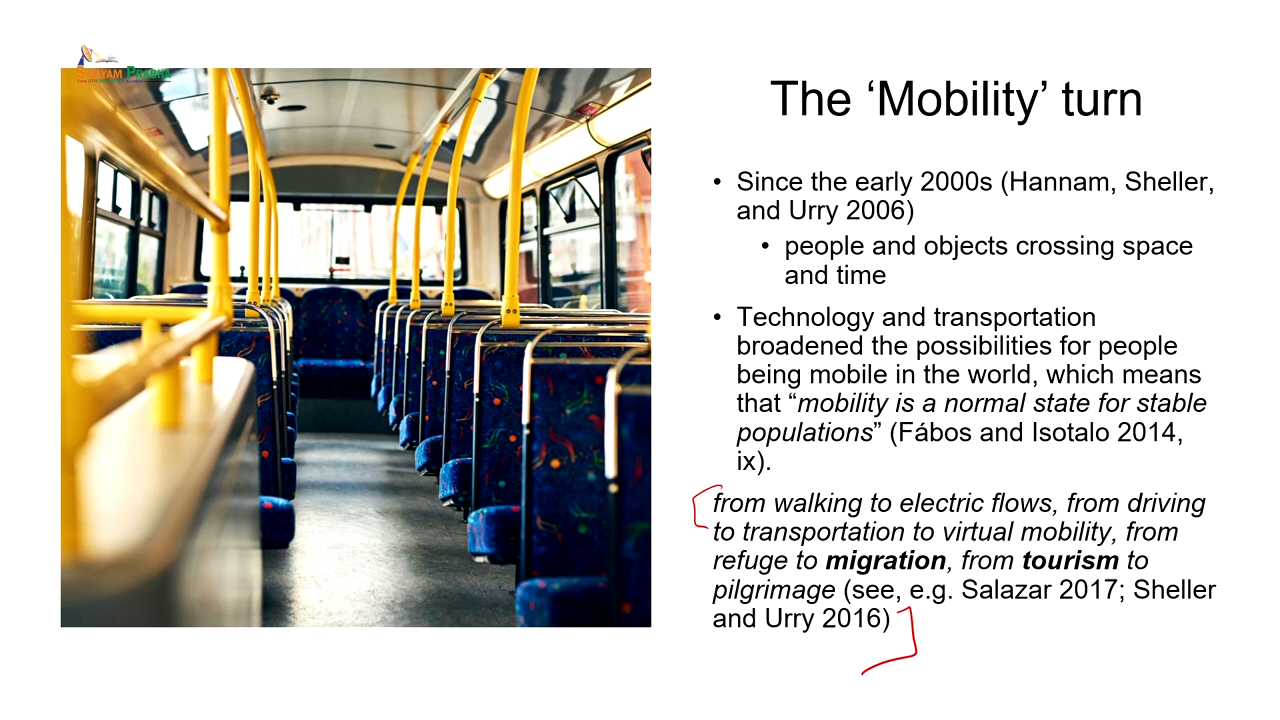 SWAYAM PRABHA
The ‘Mobility’ turn
• Since the early 2000s (Hannam, Sheller,
and Urry 2006)
• people and objects crossing space
and time
• Technology and transportation
broadened the possibilities for people
being mobile in the world, which means
that “mobility is a normal state for stable
populations” (Fábos and Isotalo 2014,
ix).
from walking to electric flows, from driving
to transportation to virtual mobility, from
refuge to migration, from tourism to
pilgrimage (see, e.g. Salazar 2017; Sheller
and Urry 2016)